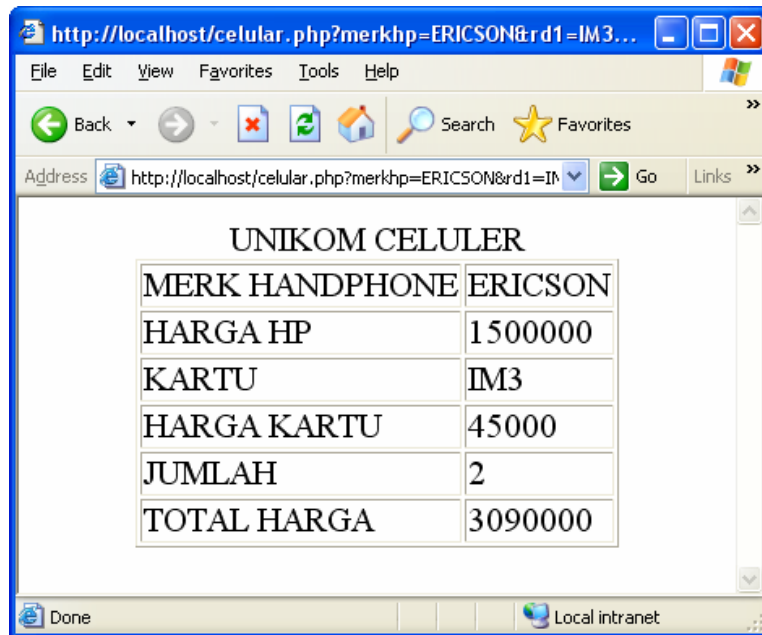 http://localhost/celular.php?merkhp=ERICSON&rd1=IM3...
File Edit View Favorites Tools Help
Back Search Favorites »
Address http://localhost/celular.php?merkhp=ERICSON&rd1=IM Go Links »
UNIKOM CELULER
MERK HANDPHONE ERICSON
HARGA HP 1500000
KARTU IM3
HARGA KARTU 45000
JUMLAH 2
TOTAL HARGA 3090000
Done Local intranet